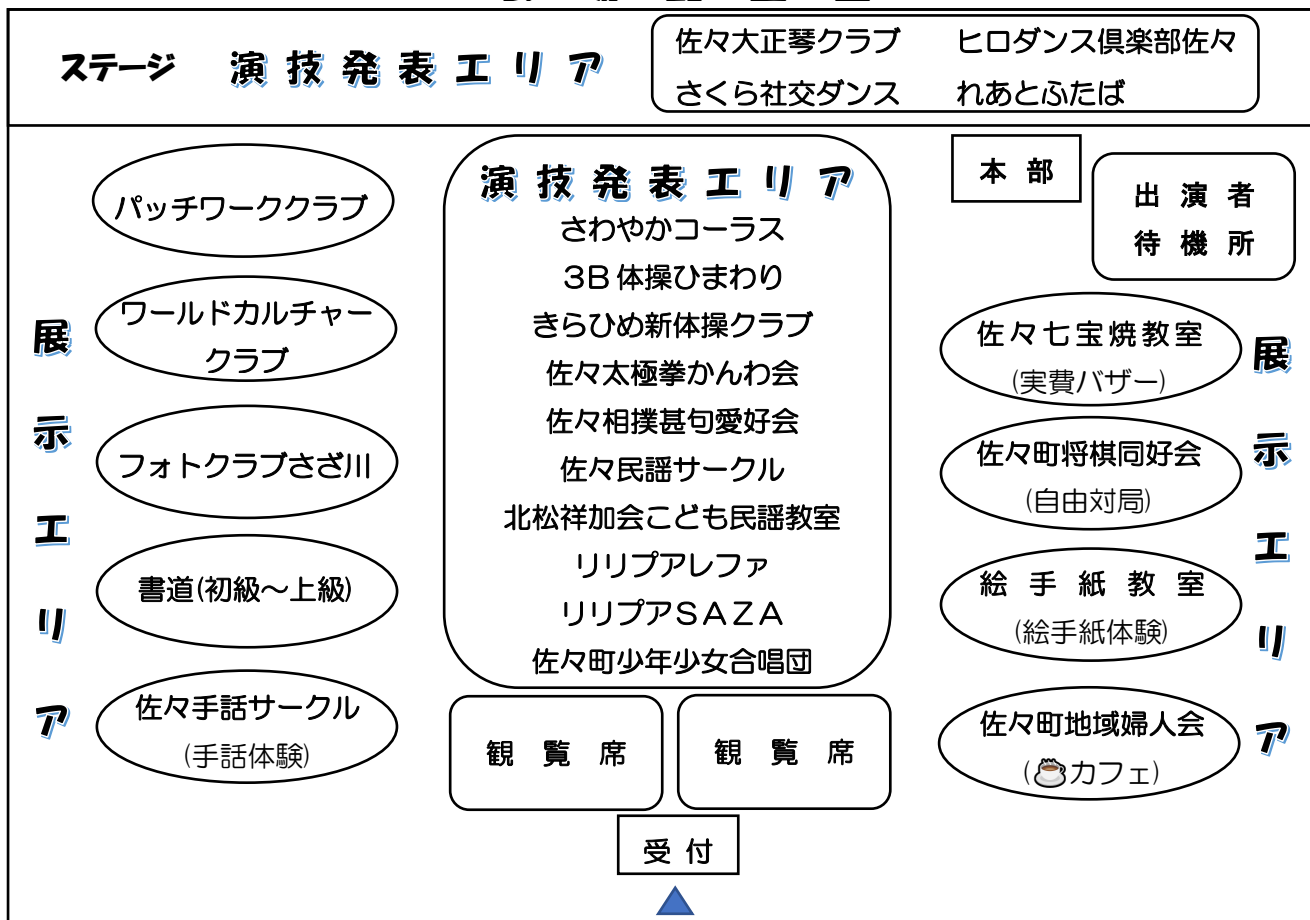 ステージ 演技発表エリア
佐々大正琴クラブ ヒロダンス倶楽部佐々
さくら社交ダンス れあとふたば
展示エリア
パッチワーククラブ
ワールドカルチャー
クラブ
フォトクラブさざ川
書道(初級～上級)
佐々手話サークル
(手話体験)
演技発表エリア
さわやかコーラス
3B体操ひまわり
きらひめ新体操クラブ
佐々太極拳かんわ会
佐々相撲甚句愛好会
佐々民謡サークル
北松祥加会こども民謡教室
リリプアレファ
リリプアSAZA
佐々町少年少女合唱団
観覧席 観覧席
受付
本部
出演者
待機所
佐々七宝焼教室
(実費バザー)
佐々町将棋同好会
(自由対局)
絵手紙教室
(絵手紙体験)
佐々町地域婦人会
(☕カフェ)
展示エリア